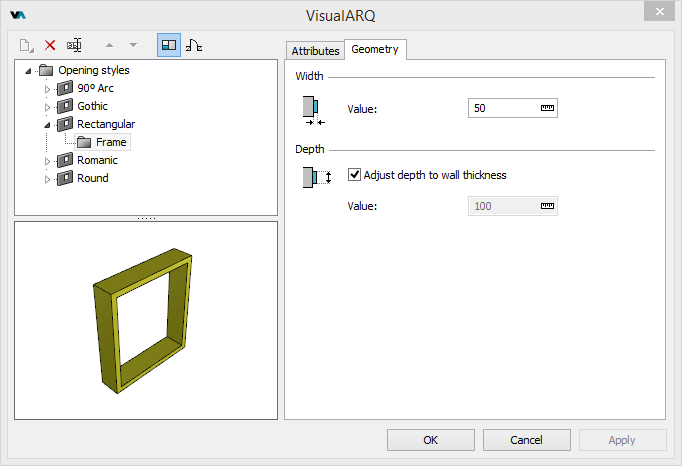 VisualARQ
Opening styles
90º Arc
Gothic
Rectangular
Frame
Romanic
Round
Attributes
Geometry
Width
Value:
50
Depth
Adjust depth to wall thickness
Value:
100
OK
Cancel
Apply